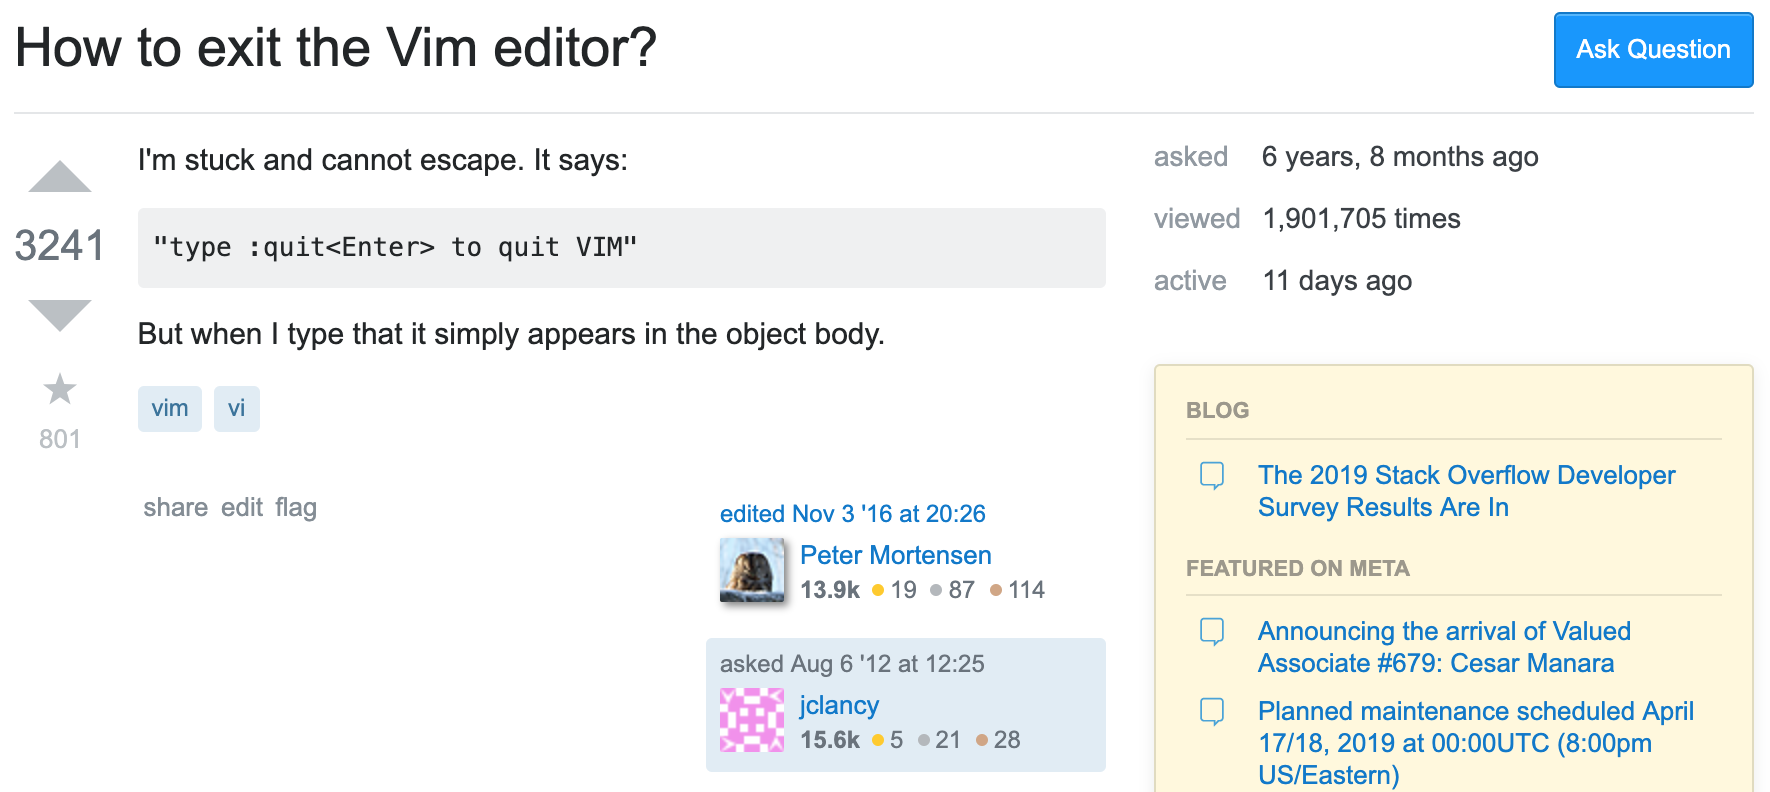 How to exit the Vim editor?
Ask Question
3241
801
I'm stuck and cannot escape. It says:
"type :quit<Enter> to quit VIM"
But when I type that it simply appears in the object body.
vim vi
share edit flag
edited Nov 3 '16 at 20:26
Peter Mortensen
13.9k 19 87 114
asked Aug 6 '12 at 12:25
jclancy
15.6k 5 21 28
asked 6 years, 8 months ago
viewed 1,901,705 times
active 11 days ago
BLOG
The 2019 Stack Overflow Developer
Survey Results Are In
FEATURED ON META
Announcing the arrival of Valued
Associate #679: Cesar Manara
Planned maintenance scheduled April
17/18, 2019 at 00:00UTC (8:00pm
US/Eastern)